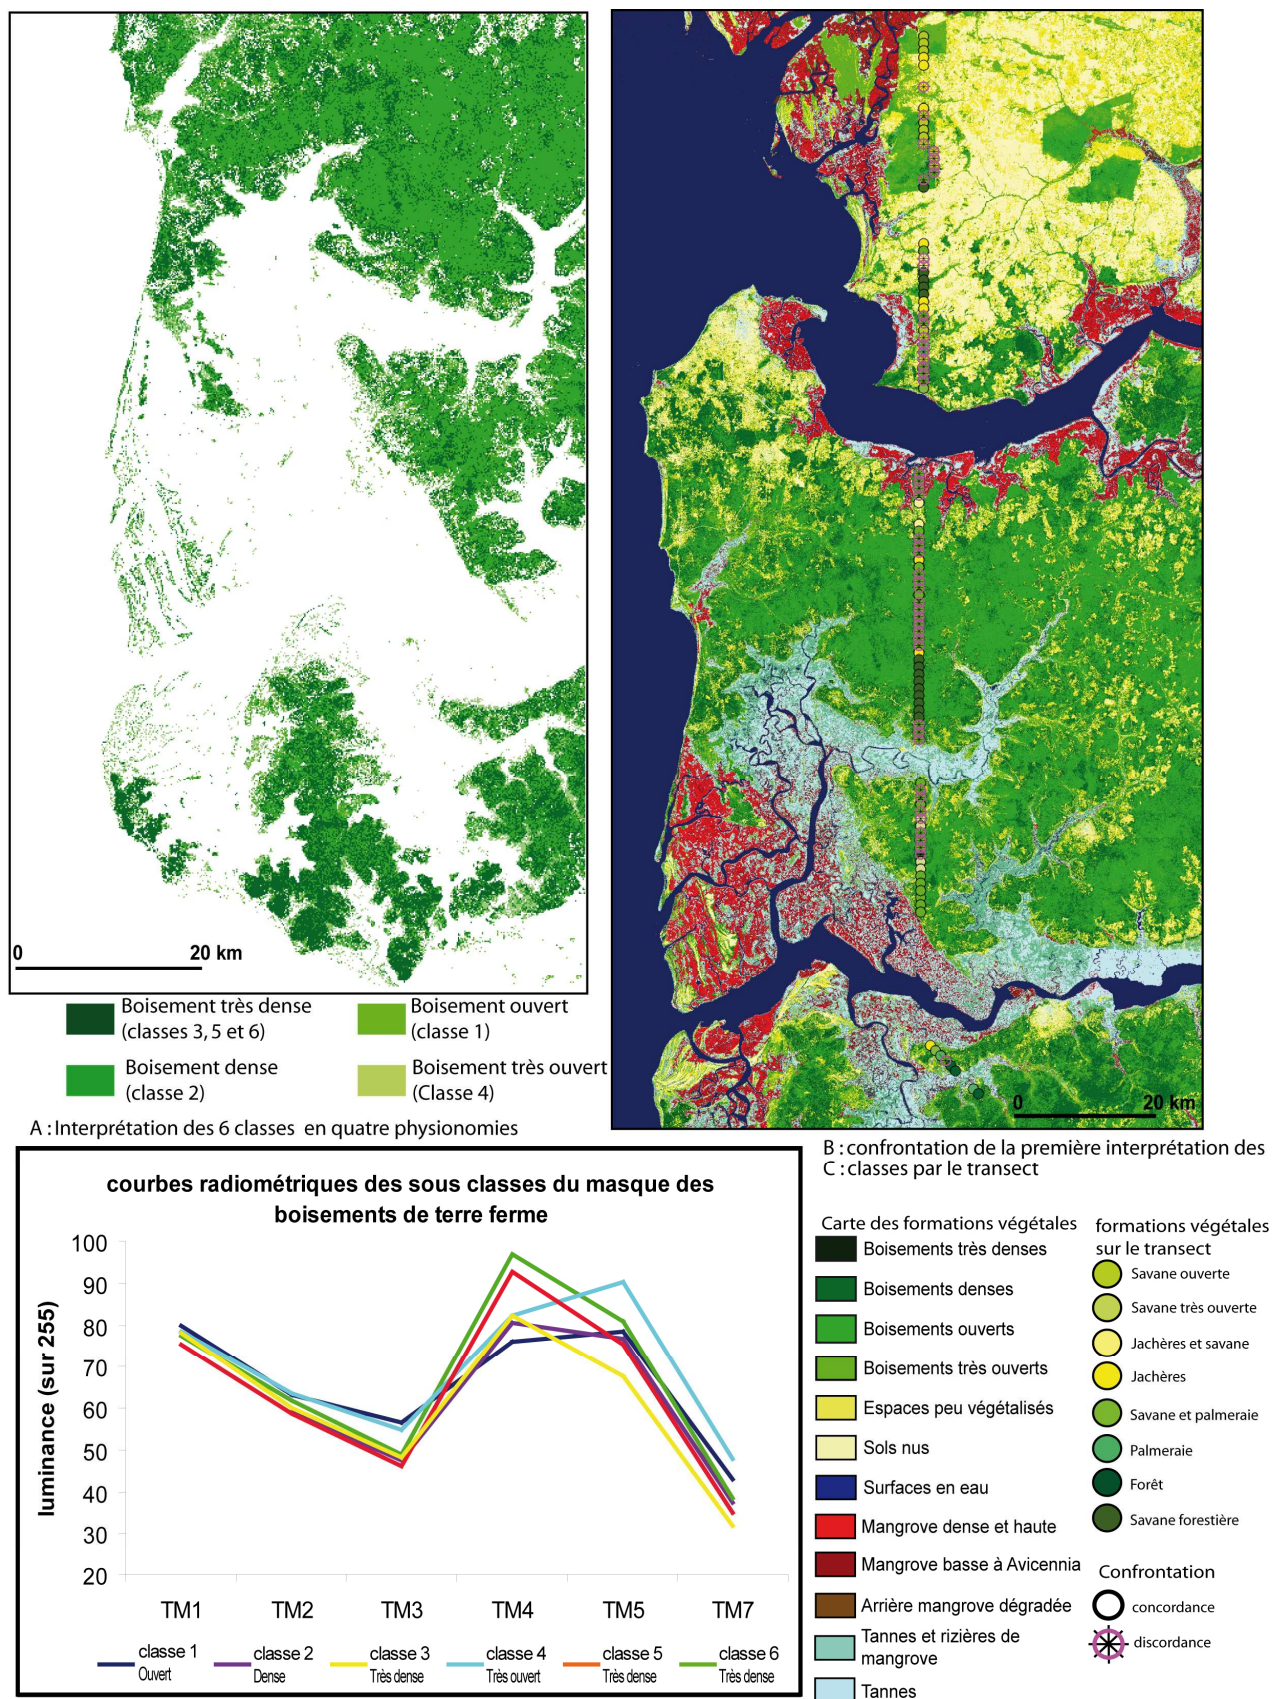 0
20 km
Boisement très dense
(classes 3, 5 et 6)
Boisement ouvert
(classe 1)
Boisement dense
(classe 2)
Boisement très ouvert
(Classe 4)
A : Interprétation des 6 classes en quatre physionomies
0
20 km
B : confrontation de la première interprétation des
C : classes par le transect
courbes radiométriques des sous classes du masque des
boisements de terre ferme
luminance (sur 255)
100
90
80
70
60
50
40
30
20
TM1
TM2
TM3
TM4
TM5
TM7
classe 1
Ouvert
classe 2
Dense
classe 3
Très dense
classe 4
Très ouvert
classe 5
Très dense
classe 6
Très dense
Carte des formations végétales
Boisements très denses
Boisements denses
Boisements ouverts
Boisements très ouverts
Espaces peu végétalisés
Sols nus
Surfaces en eau
Mangrove dense et haute
Mangrove basse à Avicennia
Arrière mangrove dégradée
Tannes et rizières de
mangrove
Tannes
formations végétales
sur le transect
Savane ouverte
Savane très ouverte
Jachères et savane
Jachères
Savane et palmeraie
Palmeraie
Forêt
Savane forestière
Confrontation
concordance
discordance